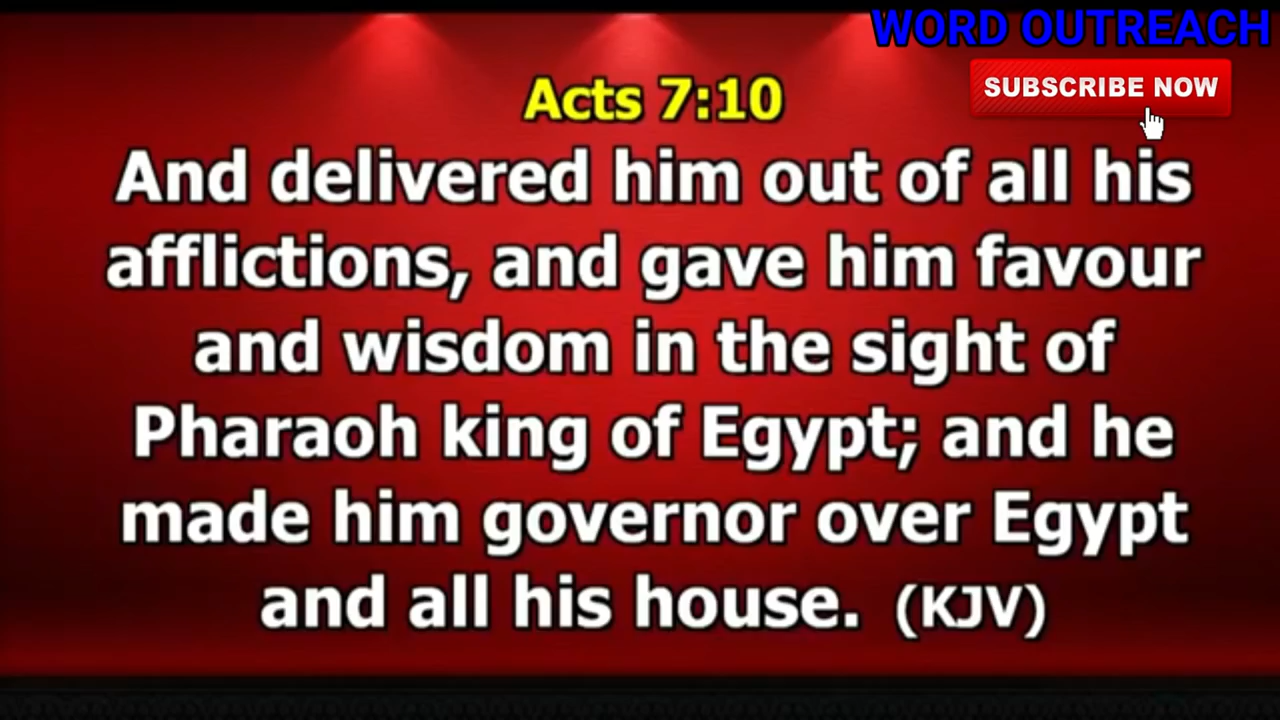 WORD OUTREACH
SUBSCRIBE NOW
Acts 7:10
And delivered him out of all his
afflictions, and gave him favour
and wisdom in the sight of
Pharaoh king of Egypt; and he
made him governor over Egypt
and all his house. (KJV)